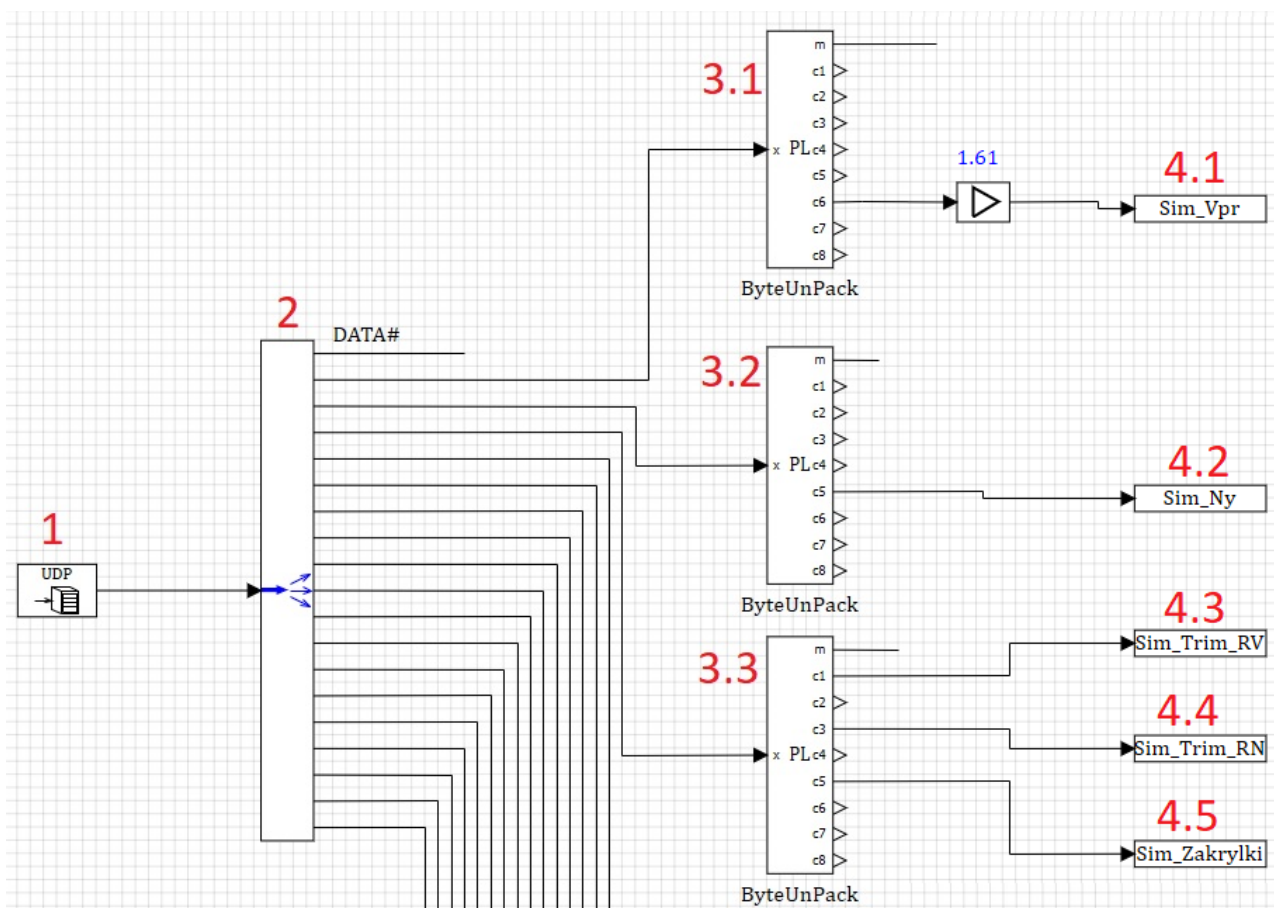 3.1
m
c1
c2
c3
x PL c4
c5
c6
c7
c8
ByteUnPack
1.61
4.1
Sim_Vpr
2
DATA#
3.2
m
c1
c2
c3
x PL c4
c5
c6
c7
c8
ByteUnPack
4.2
Sim_Ny
1
UDP
3.3
m
c1
c2
c3
x PL c4
c5
c6
c7
c8
ByteUnPack
4.3
Sim_Trim_RV
4.4
Sim_Trim_RN
4.5
Sim_Zakrylki